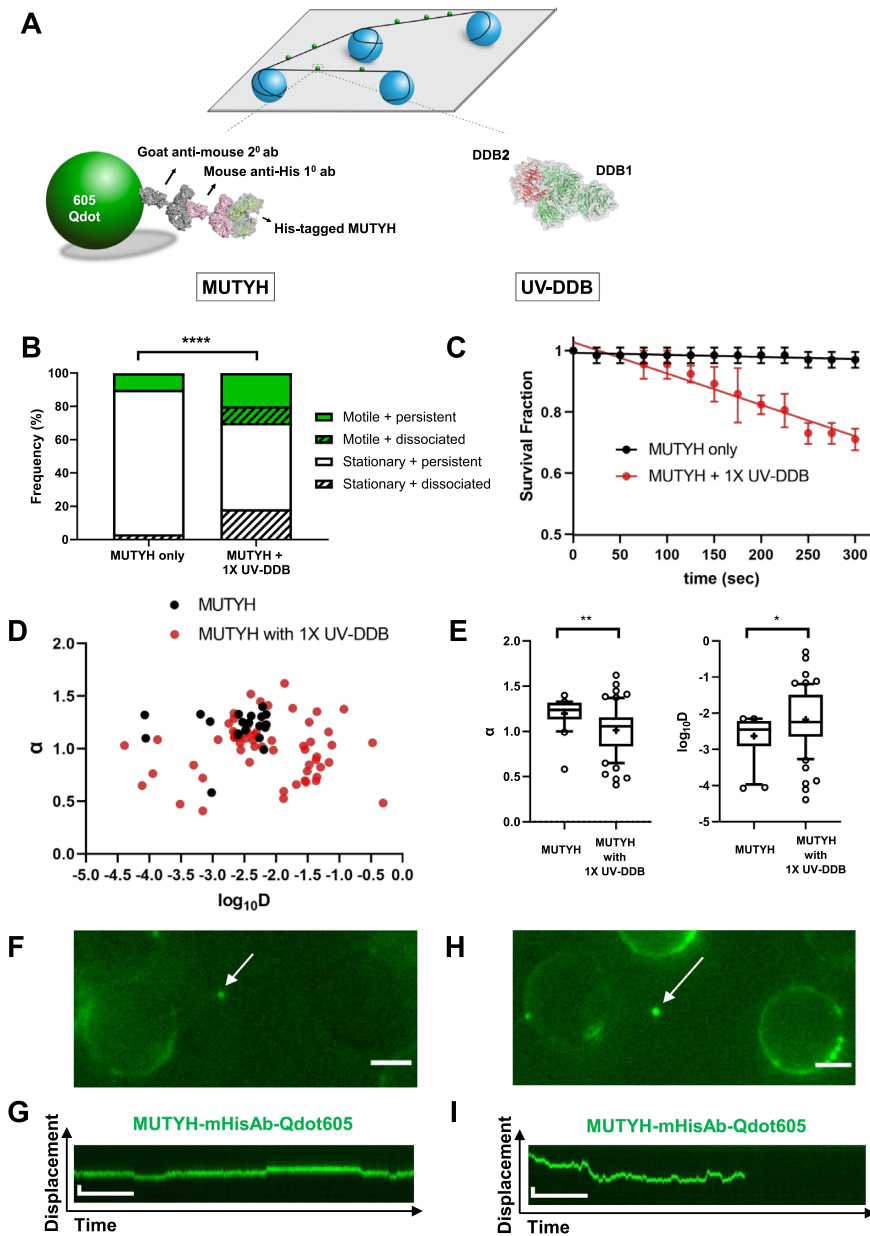 A
Goat anti-mouse 2⁰ ab
Mouse anti-His 1⁰ ab
605
Qdot
His-tagged MUTYH
DDB2
DDB1
MUTYH
UV-DDB
B
****
Frequency (%)
100
80
60
40
20
0
MUTYH only
MUTYH +
1X UV-DDB
Motile + persistent
Motile + dissociated
Stationary + persistent
Stationary + dissociated
C
Survival Fraction
1
0.8
0.6
0.5
MUTYH only
MUTYH + 1X UV-DDB
0 50 100 150 200 250 300
time (sec)
D
MUTYH
MUTYH with 1X UV-DDB
α
2.0
1.5
1.0
0.5
0.0
-5.0 -4.5 -4.0 -3.5 -3.0 -2.5 -2.0 -1.5 -1.0 -0.5 0.0
log₁₀D
E
**
α
2.0
1.5
1.0
0.5
0.0
MUTYH
MUTYH
with
1X UV-DDB
*
log₁₀D
0
-1
-2
-3
-4
-5
MUTYH
MUTYH
with
1X UV-DDB
F
H
G
MUTYH-mHisAb-Qdot605
Displacement
Time
I
MUTYH-mHisAb-Qdot605
Displacement
Time